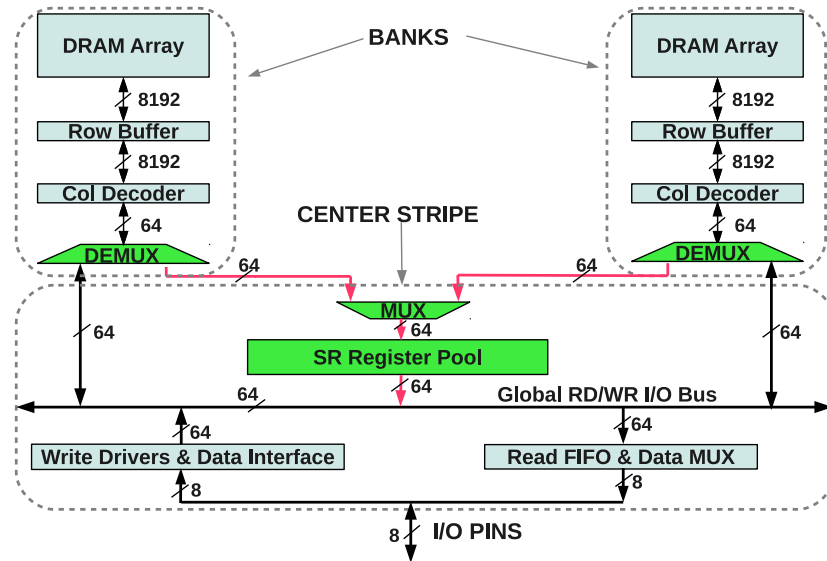 DRAM Array
BANKS
DRAM Array
8192
8192
Row Buffer
Row Buffer
8192
8192
Col Decoder
Col Decoder
64
CENTER STRIPE
64
DEMUX
DEMUX
64
64
MUX
64
64
64
SR Register Pool
64
64
Global RD/WR I/O Bus
64
64
Write Drivers & Data Interface
Read FIFO & Data MUX
8
8
8
I/O PINS